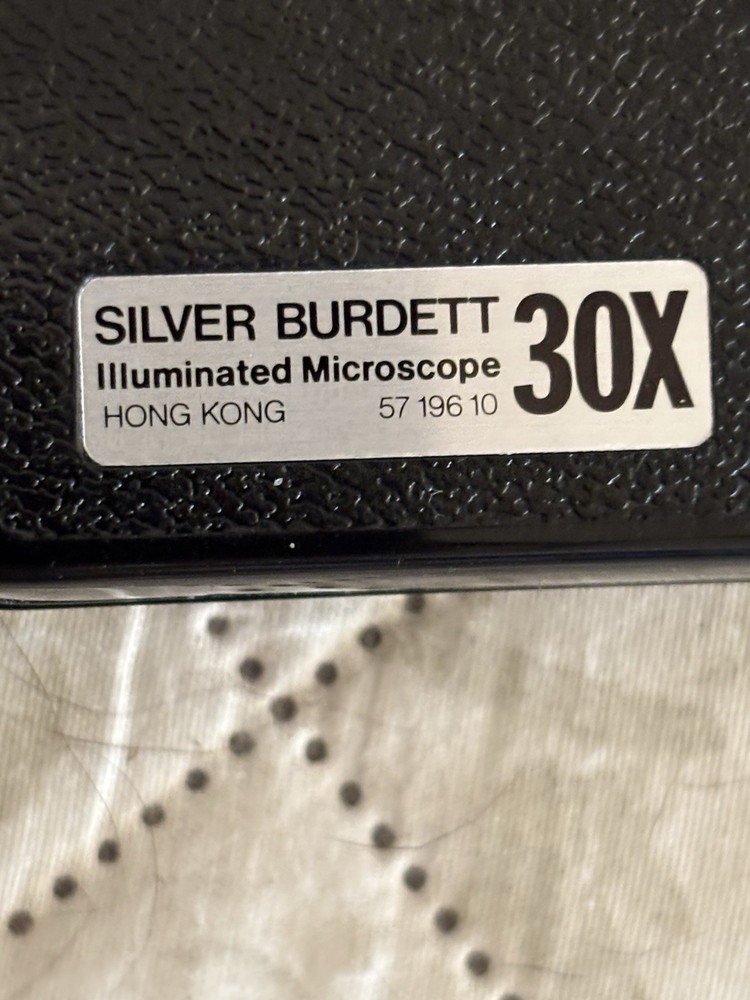 SILVER BURDETT 30X
Illuminated Microscope
HONG KONG 57 196 10